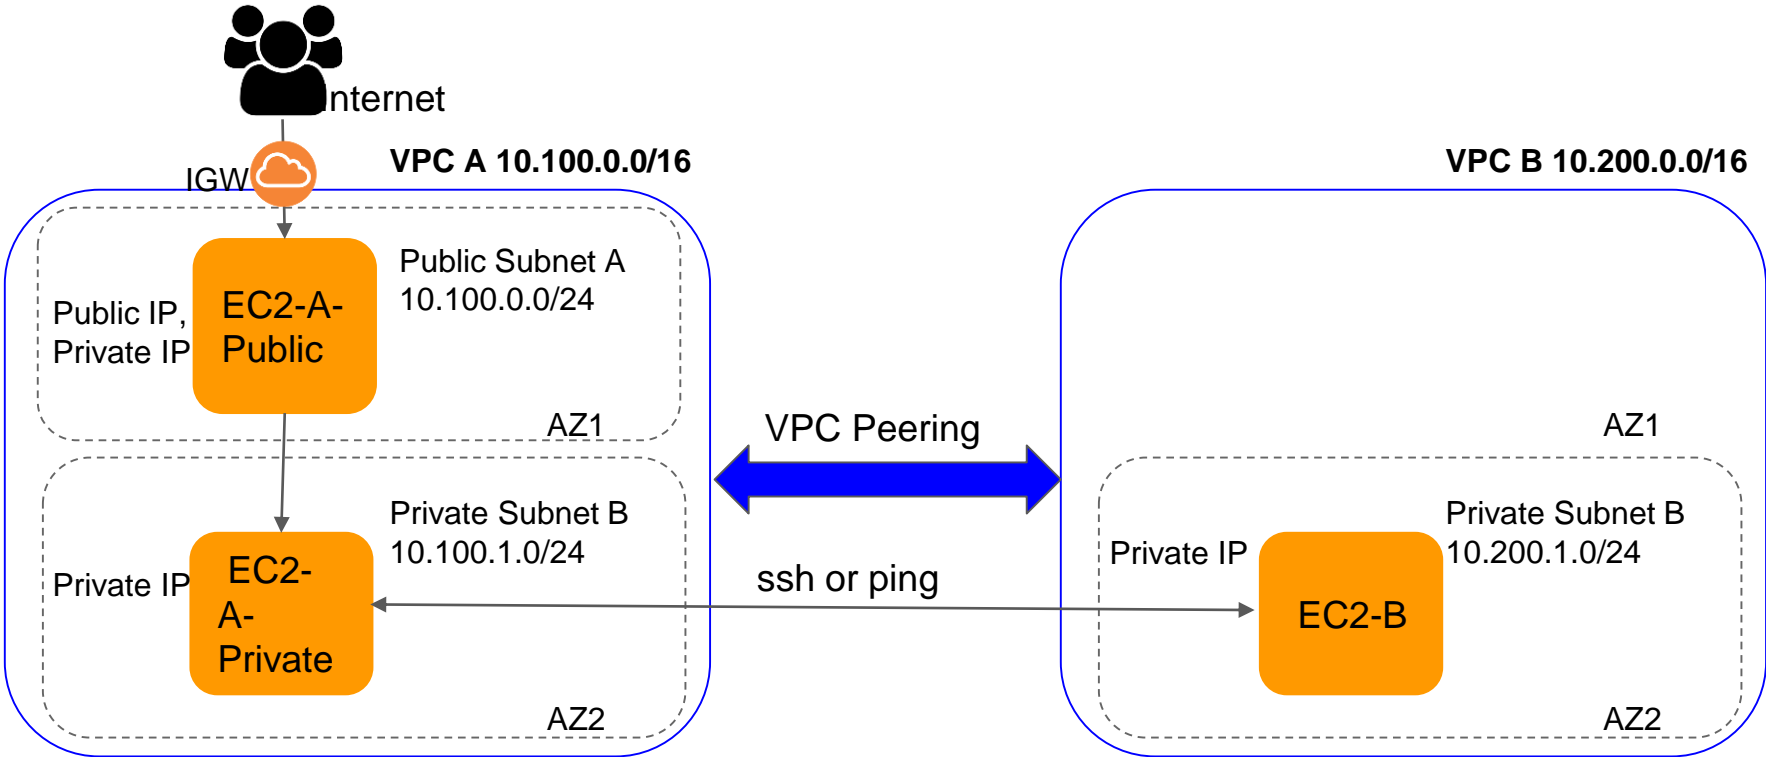 Internet
IGW
VPC A 10.100.0.0/16
Public Subnet A
10.100.0.0/24
Public IP,
Private IP
EC2-A-
Public
AZ1
Private Subnet B
10.100.1.0/24
Private IP
EC2-
A-
Private
AZ2
VPC Peering
ssh or ping
VPC B 10.200.0.0/16
AZ1
Private Subnet B
10.200.1.0/24
Private IP
EC2-B
AZ2